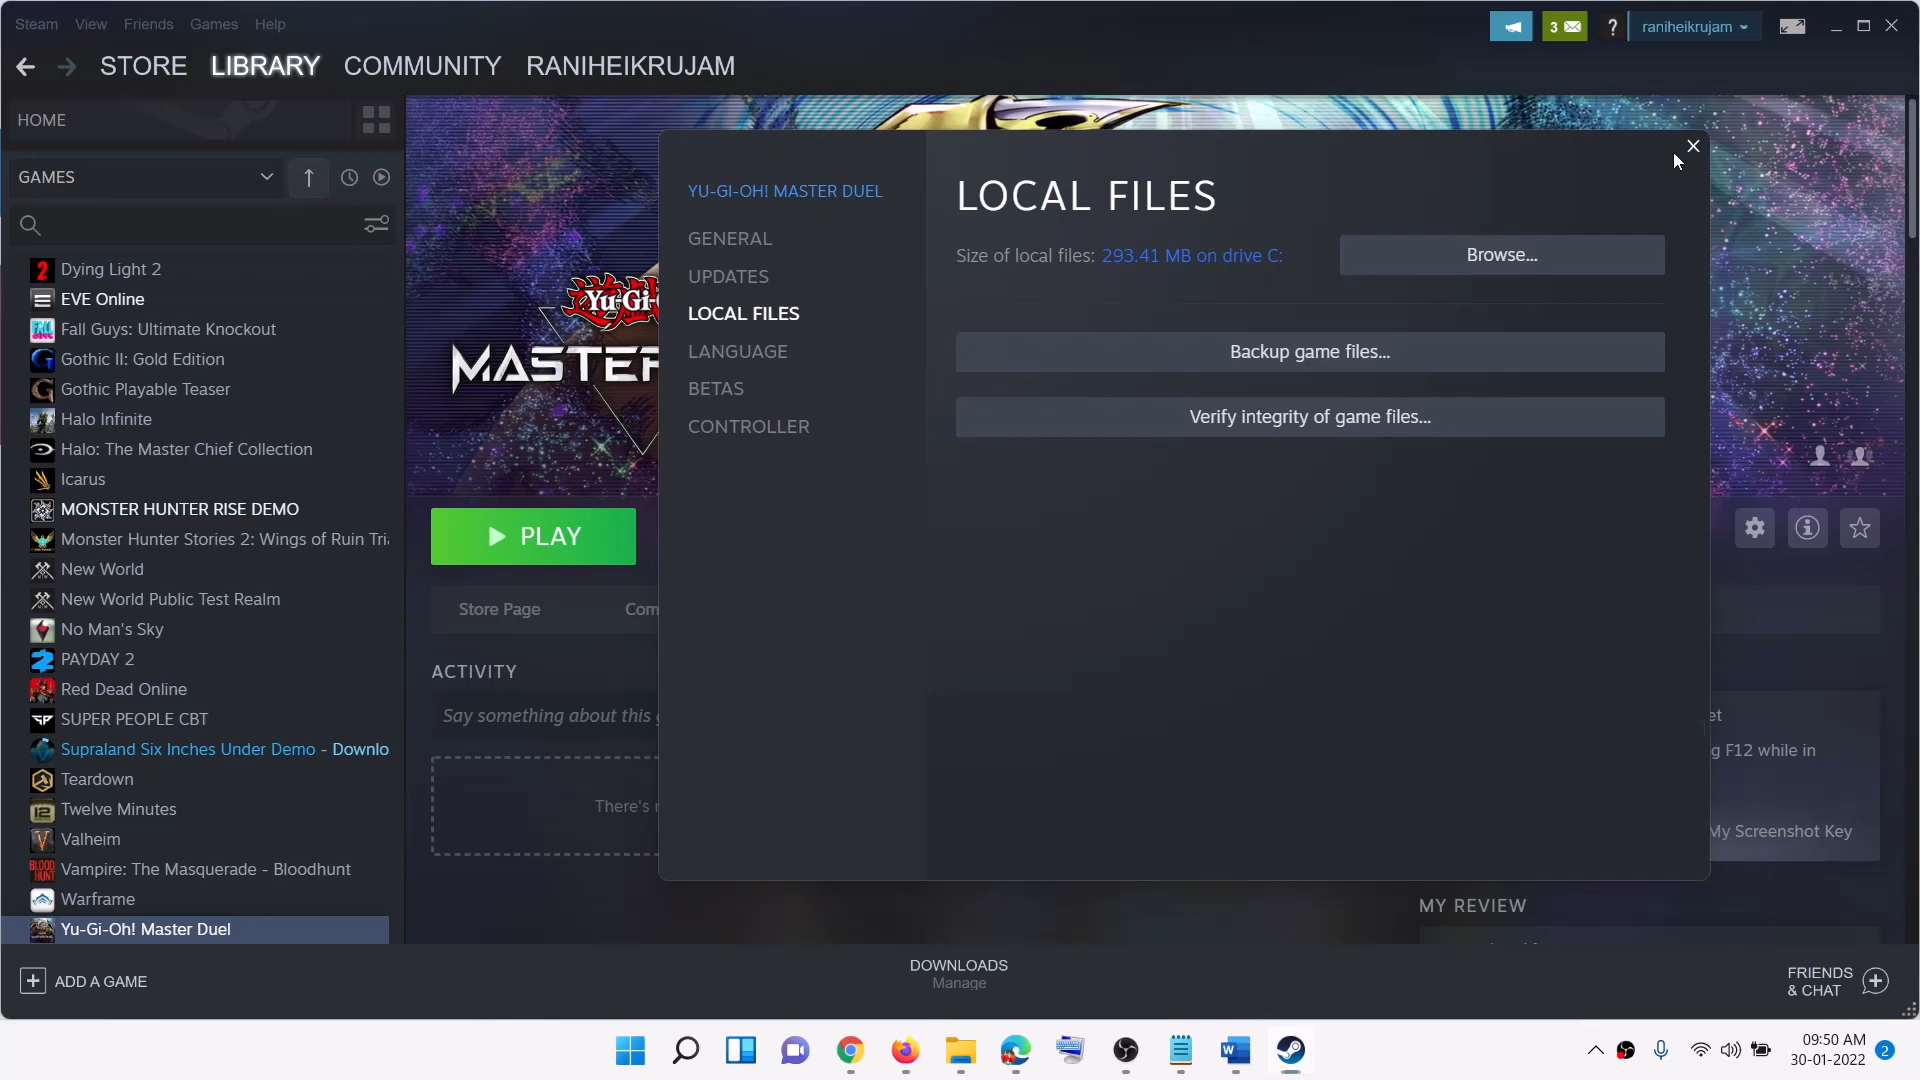 Steam View Friends Games Help
3 ? raniheikrujam
STORE LIBRARY COMMUNITY RANIHEIKRUJAM
HOME
GAMES
Dying Light 2
EVE Online
Fall Guys: Ultimate Knockout
Gothic II: Gold Edition
Gothic Playable Teaser
Halo Infinite
Halo: The Master Chief Collection
Icarus
MONSTER HUNTER RISE DEMO
Monster Hunter Stories 2: Wings of Ruin Tria
New World
New World Public Test Realm
No Man's Sky
PAYDAY 2
Red Dead Online
SUPER PEOPLE CBT
Supraland Six Inches Under Demo - Downlo
Teardown
Twelve Minutes
Valheim
Vampire: The Masquerade - Bloodhunt
Warframe
Yu-Gi-Oh! Master Duel
ADD A GAME
Yu-Gi-
MASTER
PLAY
Store Page Com
ACTIVITY
Say something about this g
There's r
YU-GI-OH! MASTER DUEL
GENERAL
UPDATES
LOCAL FILES
LANGUAGE
BETAS
CONTROLLER
LOCAL FILES
Size of local files: 293.41 MB on drive C:
Browse...
Backup game files...
Verify integrity of game files...
et
g F12 while in
My Screenshot Key
MY REVIEW
DOWNLOADS
Manage
FRIENDS
& CHAT
09:50 AM
30-01-2022
2